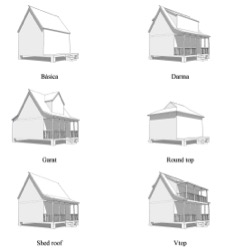 Básica
Darma
Garat
Round top
Shed roof
Vtop